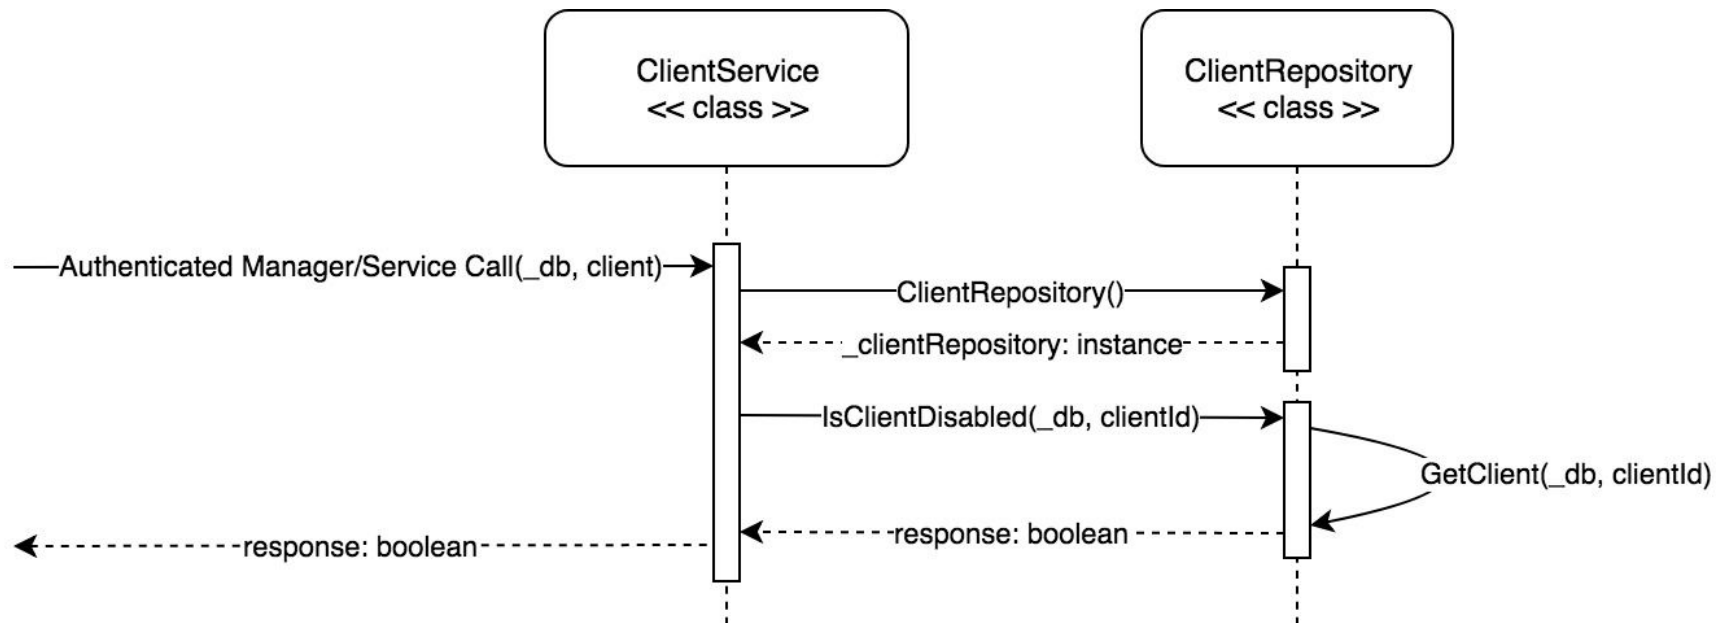 ClientService
<< class >>
ClientRepository
<< class >>
Authenticated Manager/Service Call(_db, client)
ClientRepository()
_clientRepository: instance
IsClientDisabled(_db, clientId)
GetClient(_db, clientId)
response: boolean
response: boolean